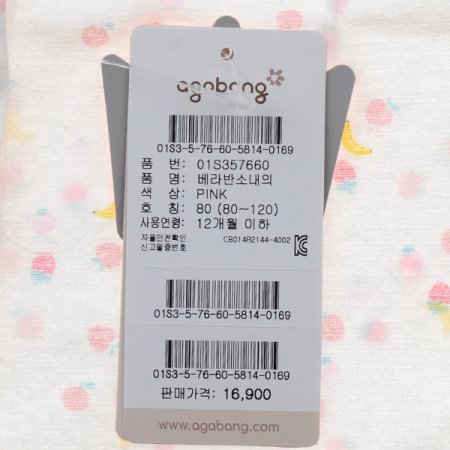 agabang
01S3-5-76-60-5814-0169
품 번: 01S357660
품 명: 베라반소내의
색 상: PINK
호 칭: 80 (80~120)
사용연령: 12개월 이하
자율안전확인
신고필증번호 CB014R2144-4002
01S3-5-76-60-5814-0169
01S3-5-76-60-5814-0169
판매가격: 16,900
www.agabang.com